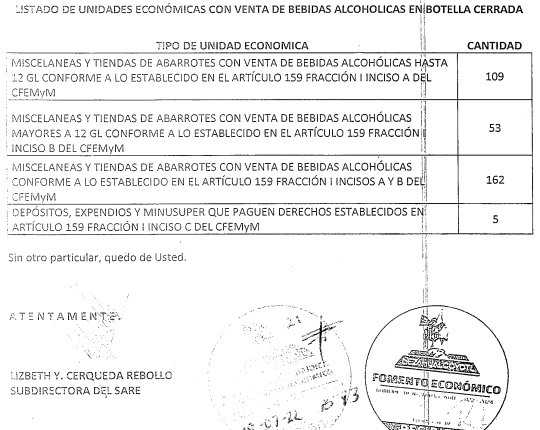 LISTADO DE UNIDADES ECONÓMICAS CON VENTA DE BEBIDAS ALCOHOLICAS EN BOTELLA CERRADA
TIPO DE UNIDAD ECONOMICA CANTIDAD
MISCELANEAS Y TIENDAS DE ABARROTES CON VENTA DE BEBIDAS ALCOHÓLICAS HASTA
12 GL CONFORME A LO ESTABLECIDO EN EL ARTÍCULO 159 FRACCIÓN I INCISO A DEL
CFEMyM
109
MISCELANEAS Y TIENDAS DE ABARROTES CON VENTA DE BEBIDAS ALCOHÓLICAS
MAYORES A 12 GL CONFORME A LO ESTABLECIDO EN EL ARTÍCULO 159 FRACCIÓN I
INCISO B DEL CFEMyM
53
MISCELANEAS Y TIENDAS DE ABARROTES CON VENTA DE BEBIDAS ALCOHÓLICAS
CONFORME A LO ESTABLECIDO EN EL ARTÍCULO 159 FRACCIÓN I INCISOS A Y B DEL
CFEMyM
162
DEPÓSITOS, EXPENDIOS Y MINUSUPER QUE PAGUEN DERECHOS ESTABLECIDOS EN
ARTÍCULO 159 FRACCIÓN I INCISO C DEL CFEMyM
5
Sin otro particular, quedo de Usted.
ATENTAMENTE.
LIZBETH Y. CERQUEDA REBOLLO
SUBDIRECTORA DEL SARE
FOMENTO ECONÓMICO